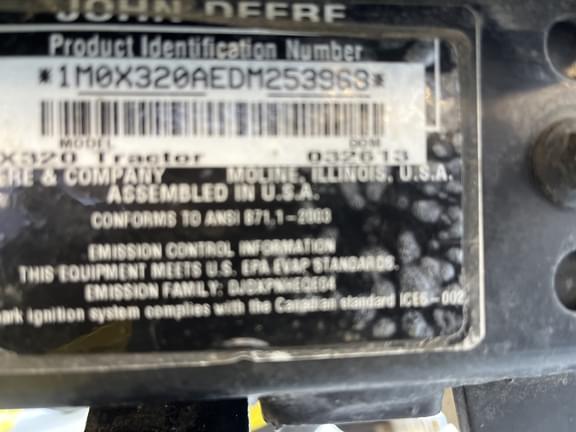 JOHN DEERE
Product Identification Number
*1M0X320AEDM253963*
MODEL DOM
X320 Tractor 032613
RE & COMPANY MOLINE, ILLINOIS, U.S.A.
ASSEMBLED IN U.S.A.
CONFORMS TO ANSI B71.1-2003
EMISSION CONTROL INFORMATION
THIS EQUIPMENT MEETS U.S. EPA EVAP STANDARDS.
EMISSION FAMILY:
ark ignition system complies with the Canadian standard ICES-002